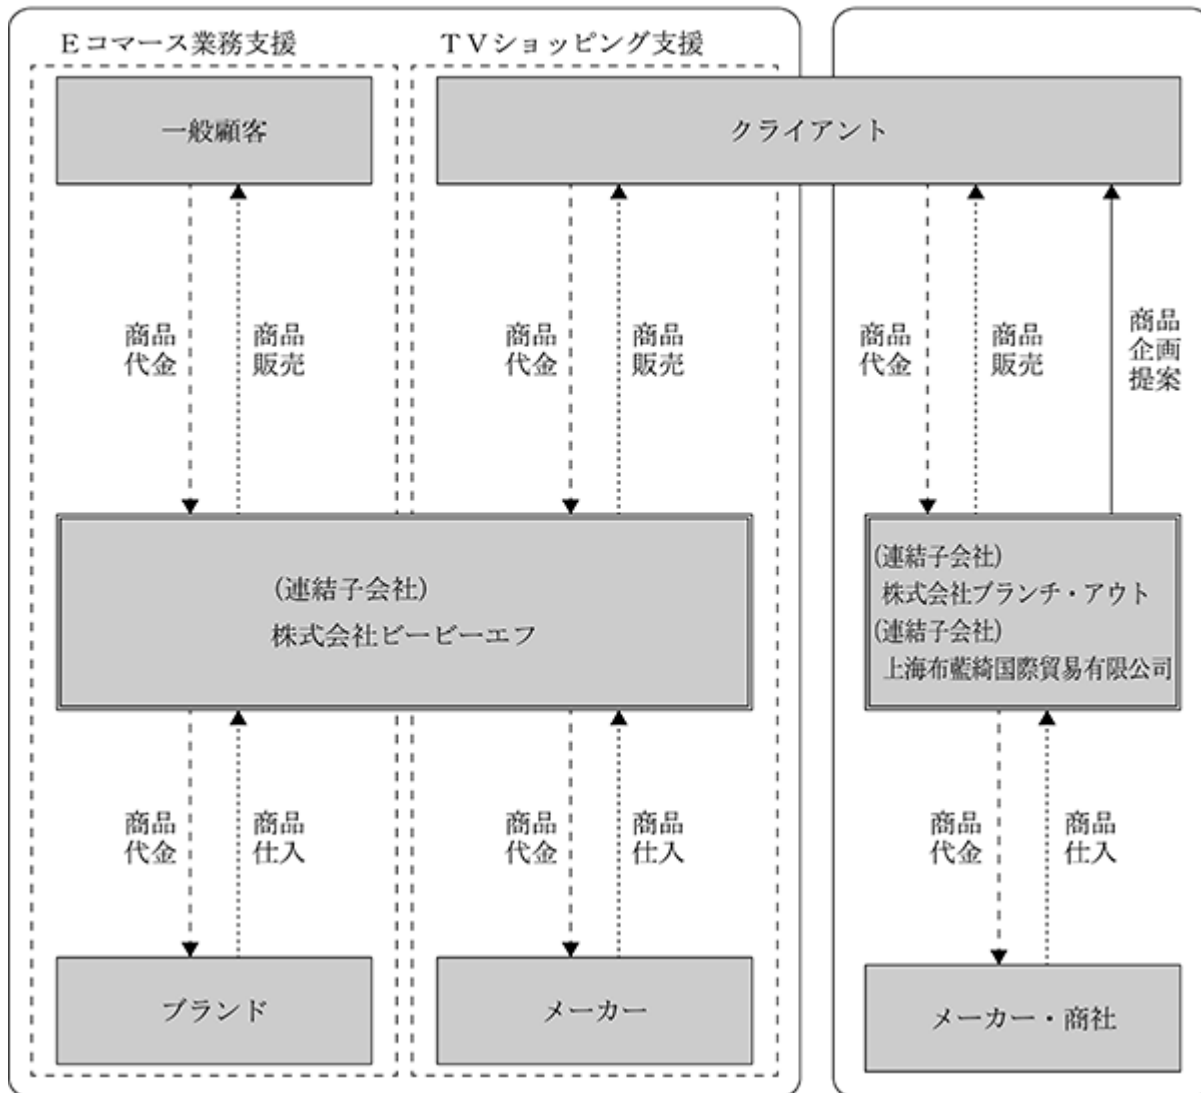 Ｅコマース業務支援
ＴＶショッピング支援
一般顧客
クライアント
商品
代金
商品
販売
商品
代金
商品
販売
商品
代金
商品
販売
商品
企画
提案
(連結子会社)
株式会社ビービーエフ
(連結子会社)
株式会社ブランチ・アウト
(連結子会社)
上海布藍綺国際貿易有限公司
商品
代金
商品
仕入
商品
代金
商品
仕入
商品
代金
商品
仕入
ブランド
メーカー
メーカー・商社